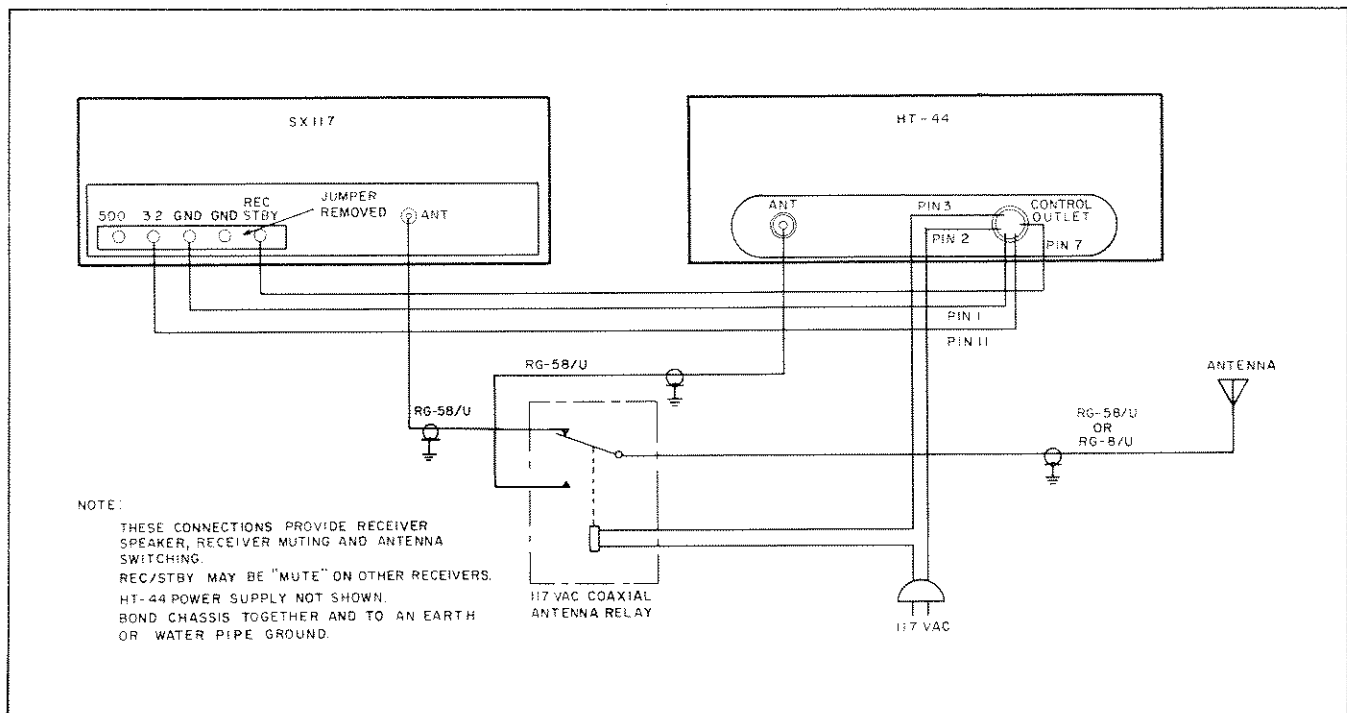 SX117
HT-44
500 3.2 GND GND REC STBY
JUMPER
REMOVED
ANT
ANT
PIN 3
PIN 2
CONTROL
OUTLET
PIN 7
PIN 1
PIN 11
RG-58/U
RG-58/U
ANTENNA
RG-58/U
OR
RG-8/U
NOTE:
THESE CONNECTIONS PROVIDE RECEIVER
SPEAKER, RECEIVER MUTING AND ANTENNA
SWITCHING.
REC/STBY MAY BE "MUTE" ON OTHER RECEIVERS.
HT-44 POWER SUPPLY NOT SHOWN.
BOND CHASSIS TOGETHER AND TO AN EARTH
OR WATER PIPE GROUND.
117 VAC COAXIAL
ANTENNA RELAY
117 VAC